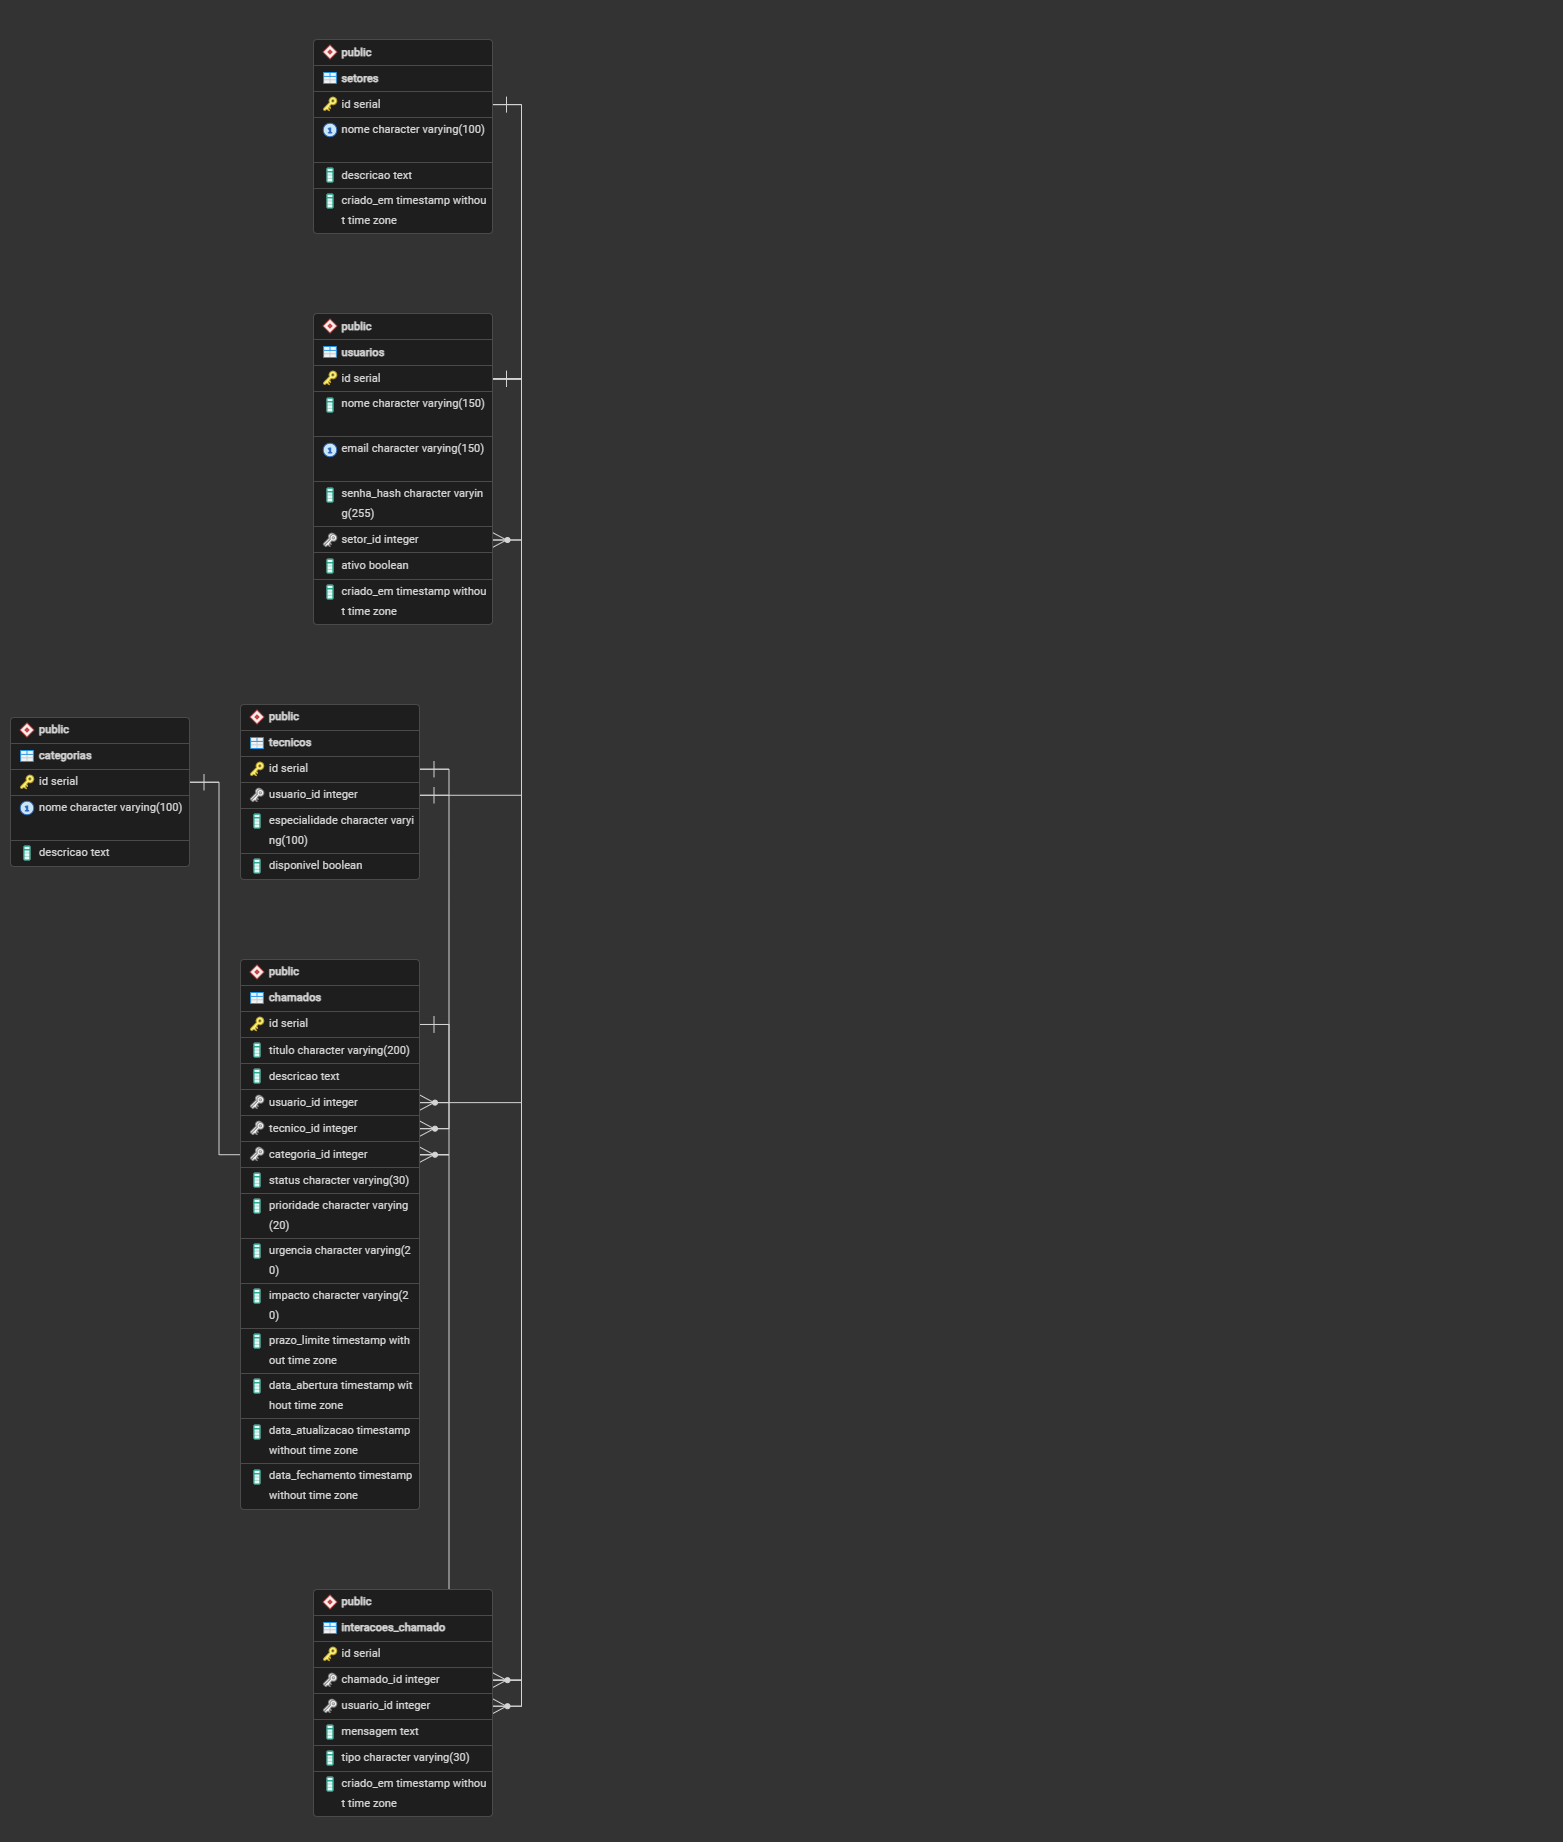 public
setores
id serial
nome character varying(100)
descricao text
criado_em timestamp withou
t time zone
public
usuarios
id serial
nome character varying(150)
email character varying(150)
senha_hash character varyin
g(255)
setor_id integer
ativo boolean
criado_em timestamp withou
t time zone
public
categorias
id serial
nome character varying(100)
descricao text
public
tecnicos
id serial
usuario_id integer
especialidade character varyi
ng(100)
disponivel boolean
public
chamados
id serial
titulo character varying(200)
descricao text
usuario_id integer
tecnico_id integer
categoria_id integer
status character varying(30)
prioridade character varying
(20)
urgencia character varying(2
0)
impacto character varying(2
0)
prazo_limite timestamp with
out time zone
data_abertura timestamp wit
hout time zone
data_atualizacao timestamp
without time zone
data_fechamento timestamp
without time zone
public
interacoes_chamado
id serial
chamado_id integer
usuario_id integer
mensagem text
tipo character varying(30)
criado_em timestamp withou
t time zone